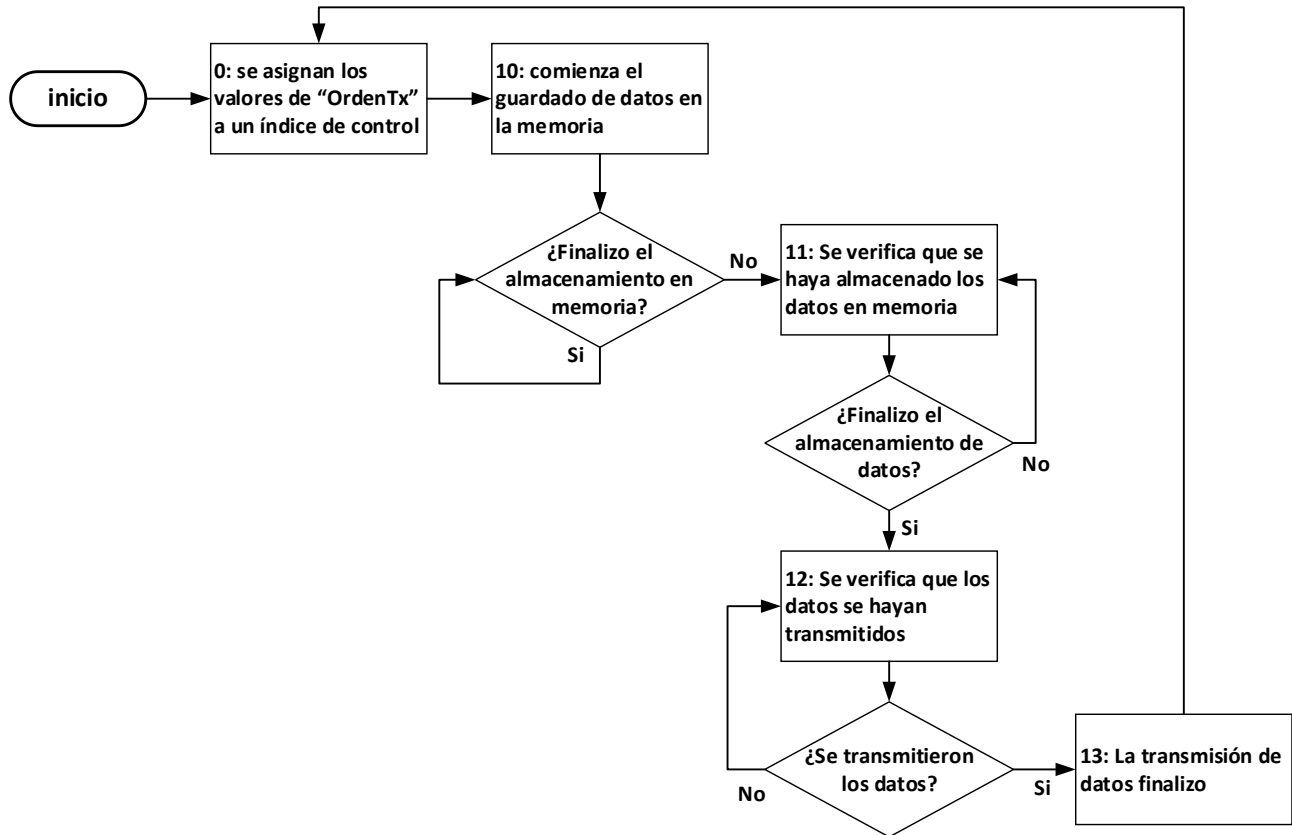 inicio
0: se asignan los
valores de “OrdenTx”
a un índice de control
10: comienza el
guardado de datos en
la memoria
¿Finalizo el
almacenamiento en
memoria?
No
Si
11: Se verifica que se
haya almacenado los
datos en memoria
¿Finalizo el
almacenamiento de
datos?
No
Si
12: Se verifica que los
datos se hayan
transmitidos
¿Se transmitieron
los datos?
No
Si
13: La transmisión de
datos finalizo